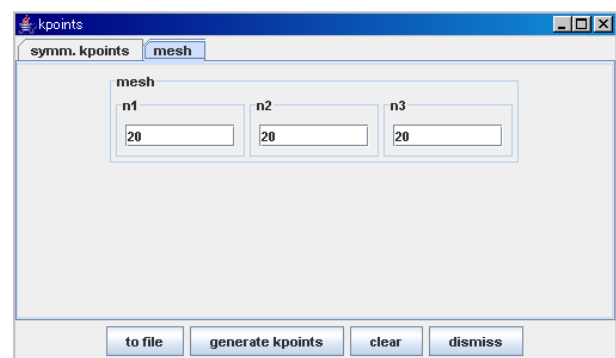 kpoints
symm. kpoints mesh
mesh
n1 n2 n3
20 20 20
to file generate kpoints clear dismiss